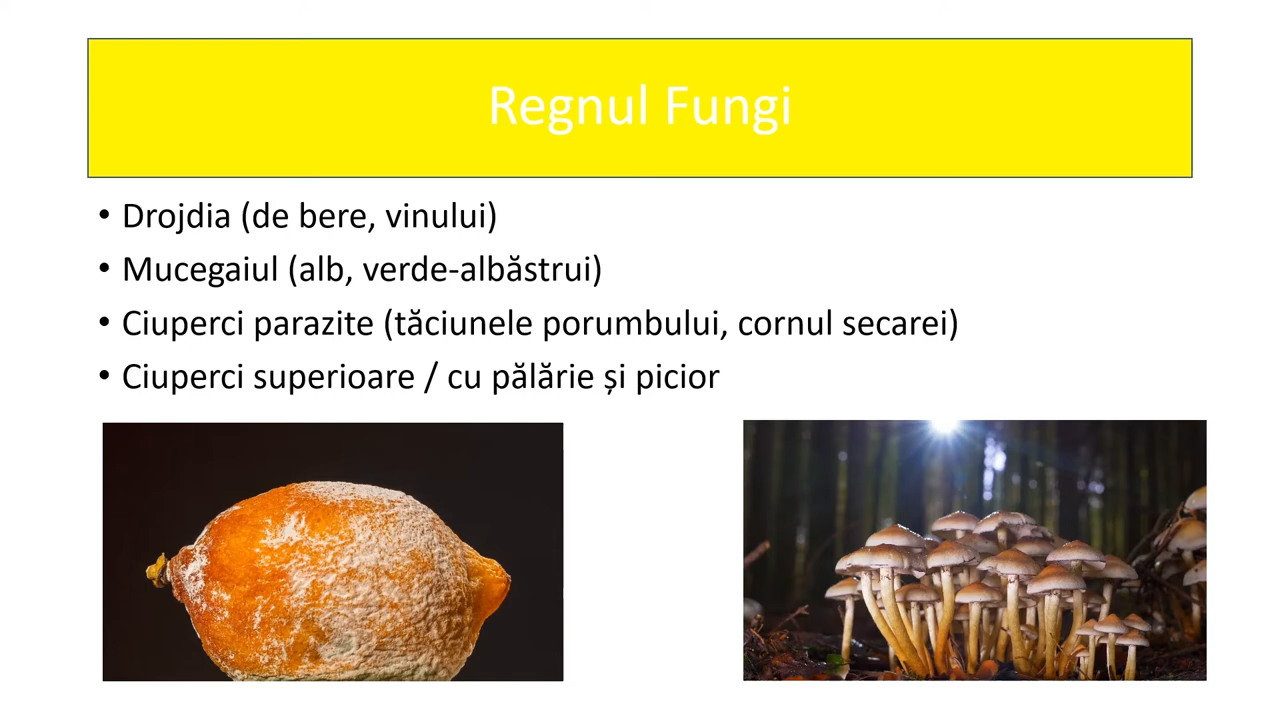 Regnul Fungi
• Drojdia (de bere, vinului)
• Mucegaiul (alb, verde-albăstrui)
• Ciuperci parazite (tăciunele porumbului, cornul secarei)
• Ciuperci superioare / cu pălărie și picior